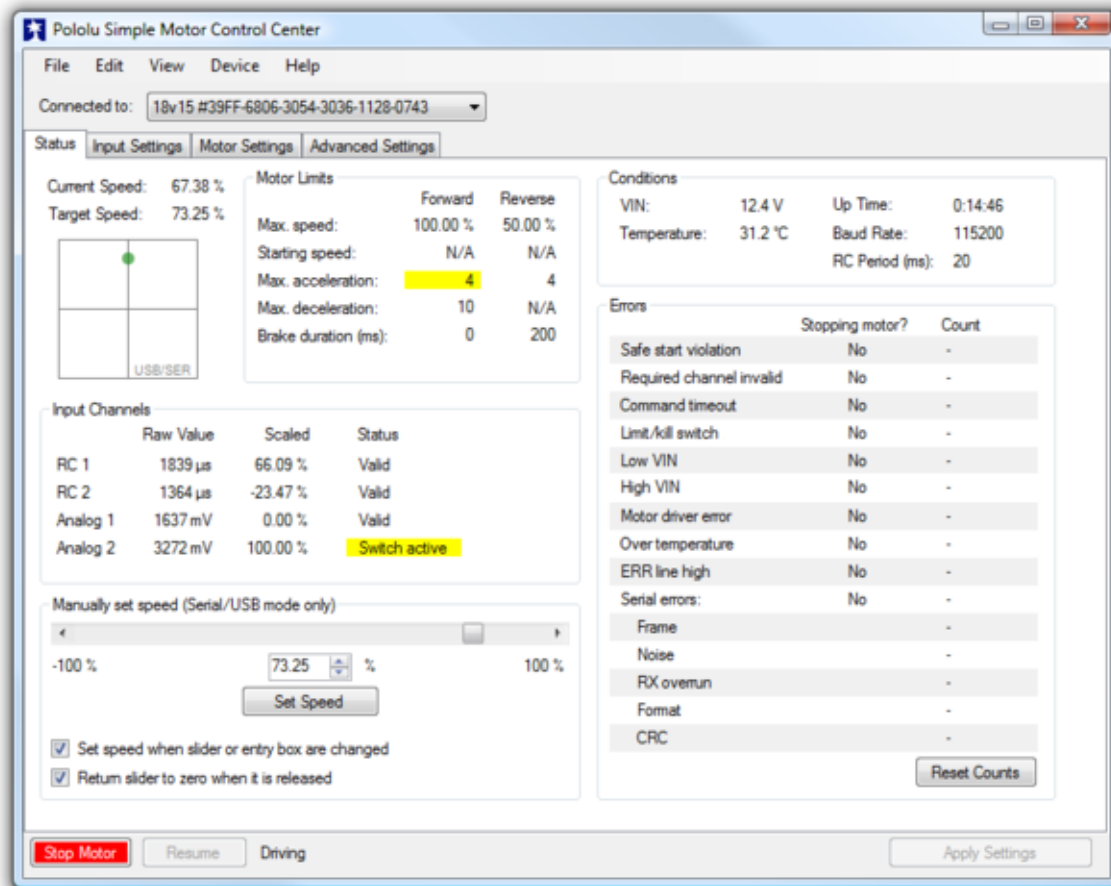 Pololu Simple Motor Control Center
File Edit View Device Help
Connected to: 18v15 #39FF-6806-3054-3036-1128-0743
Status Input Settings Motor Settings Advanced Settings
Current Speed: 67.38 %
Target Speed: 73.25 %
USB/SER
Motor Limits
Forward Reverse
Max. speed: 100.00 % 50.00 %
Starting speed: N/A N/A
Max. acceleration: 4 4
Max. deceleration: 10 N/A
Brake duration (ms): 0 200
Conditions
VIN: 12.4 V Up Time: 0:14:46
Temperature: 31.2 °C Baud Rate: 115200
RC Period (ms): 20
Input Channels
Raw Value Scaled Status
RC 1 1839 µs 66.09 % Valid
RC 2 1364 µs -23.47 % Valid
Analog 1 1637 mV 0.00 % Valid
Analog 2 3272 mV 100.00 % Switch active
Errors
Stopping motor? Count
Safe start violation No -
Required channel invalid No -
Command timeout No -
Limit/kill switch No -
Low VIN No -
High VIN No -
Motor driver error No -
Over temperature No -
ERR line high No -
Serial errors: No -
Frame -
Noise -
RX overrun -
Format -
CRC -
Reset Counts
Manually set speed (Serial/USB mode only)
-100 % 73.25 % 100 %
Set Speed
Set speed when slider or entry box are changed
Return slider to zero when it is released
Stop Motor Resume Driving Apply Settings